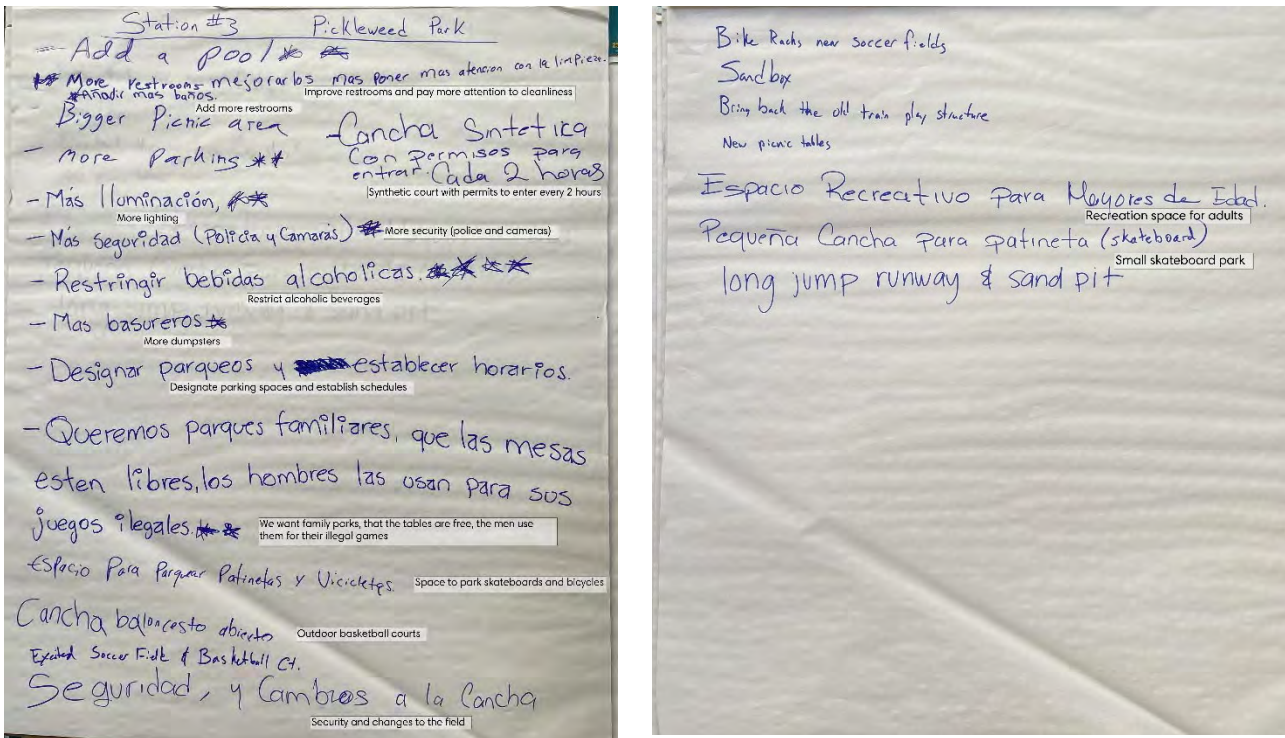 Station #3 Pickleweed Park
- Add a pool
More restrooms mejorarlos mas poner mas atencion con la limpieza.
Improve restrooms and pay more attention to cleanliness
Añadir mas baños.
Add more restrooms
Bigger Picnic area
- more Parking
- Cancha Sintetica
con permisos para
entrar Cada 2 horas
Synthetic court with permits to enter every 2 hours
- Más Iluminación,
More lighting
- Más Seguridad (Policia y Camaras)
More security (police and cameras)
- Restringir bebidas alcoholicas.
Restrict alcoholic beverages
- Mas basureros
More dumpsters
- Designar parqueos y establecer horarios.
Designate parking spaces and establish schedules
- Queremos parques familiares, que las mesas
esten libres, los hombres las usan para sus
juegos ilegales.
We want family parks, that the tables are free, the men use
them for their illegal games
Espacio Para Parquear Patinetas y Vicicletas.
Space to park skateboards and bicycles
Cancha baloncesto abierto
Outdoor basketball courts
Excited Soccer Field & Basketball Ct.
Seguridad, y Cambios a la Cancha
Security and changes to the field
Bike Racks, new soccer fields
Sandbox
Bring back the old train play structure
New picnic tables
Espacio Recreativo Para Mayores de Edad.
Recreation space for adults
Pequeña Cancha para patineta (skateboard)
Small skateboard park
long jump runway & sand pit